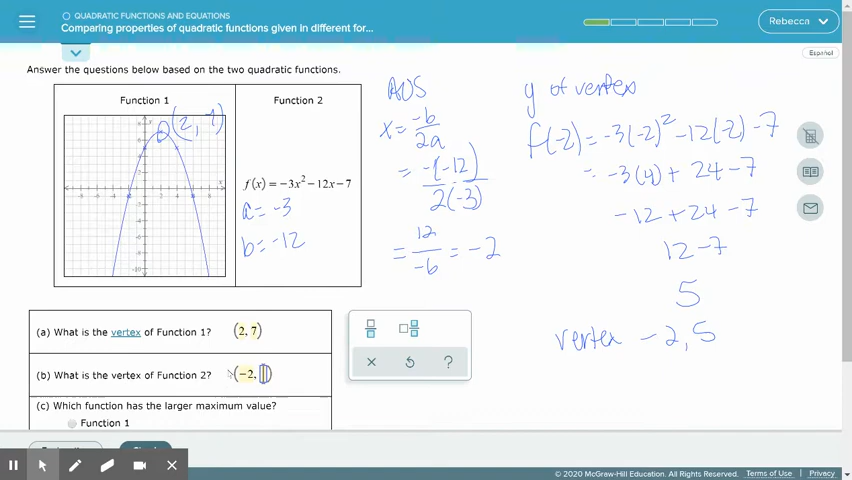 QUADRATIC FUNCTIONS AND EQUATIONS
Comparing properties of quadratic functions given in different for...
Rebecca
Español
Answer the questions below based on the two quadratic functions.
Function 1
Function 2
(2, 7)
f(x) = −3x² − 12x − 7
a = -3
b = -12
AOS
x = -b/2a
= -(-12)/2(-3)
= 12/-6 = -2
y of vertex
f(-2) = -3(-2)² -12(-2) -7
= -3(4) + 24 - 7
-12 + 24 - 7
12 - 7
5
vertex -2, 5
(a) What is the vertex of Function 1? (2, 7)
(b) What is the vertex of Function 2? (−2, )
(c) Which function has the larger maximum value?
Function 1
© 2020 McGraw-Hill Education. All Rights Reserved. Terms of Use | Privacy